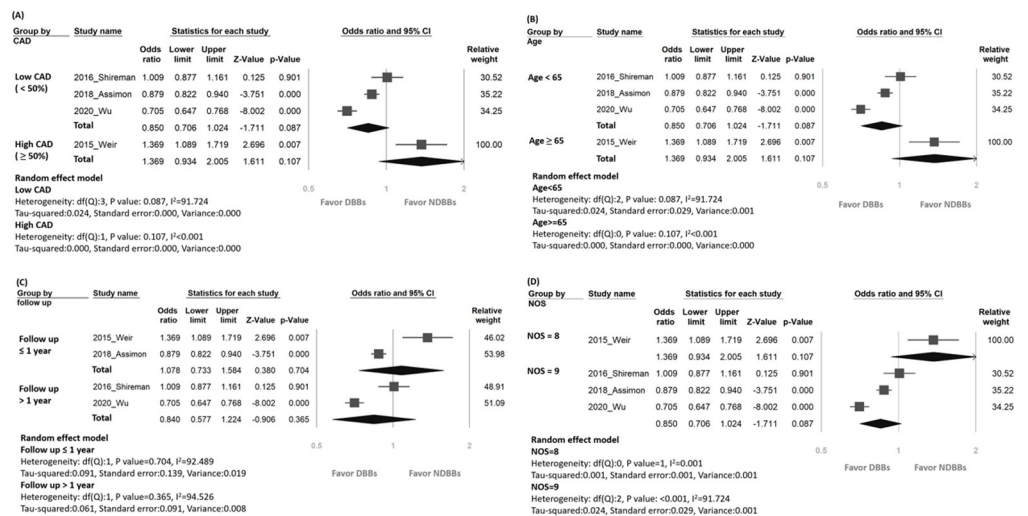 (A)
Group by Study name Statistics for each study Odds ratio and 95% CI
CAD
Odds ratio Lower limit Upper limit Z-Value p-Value Relative weight
Low CAD (< 50%)
2016_Shireman 1.009 0.877 1.161 0.125 0.901 30.52
2018_Assimon 0.879 0.822 0.940 -3.751 0.000 35.22
2020_Wu 0.705 0.647 0.768 -8.002 0.000 34.25
Total 0.850 0.706 1.024 -1.711 0.087
High CAD (≥ 50%)
2015_Weir 1.369 1.089 1.719 2.696 0.007 100.00
Total 1.369 0.934 2.005 1.611 0.107
0.5 1 2
Favor DBBs Favor NDBBs
Random effect model
Low CAD
Heterogeneity: df(Q):3, P value: 0.087, I²=91.724
Tau-squared:0.024, Standard error:0.000, Variance:0.000
High CAD
Heterogeneity: df(Q):1, P value: 0.107, I²<0.001
Tau-squared:0.000, Standard error:0.000, Variance:0.000
(B)
Group by Study name Statistics for each study Odds ratio and 95% CI
Age
Odds ratio Lower limit Upper limit Z-Value p-Value Relative weight
Age < 65
2016_Shireman 1.009 0.877 1.161 0.125 0.901 30.52
2018_Assimon 0.879 0.822 0.940 -3.751 0.000 35.22
2020_Wu 0.705 0.647 0.768 -8.002 0.000 34.25
Total 0.850 0.706 1.024 -1.711 0.087
Age ≥ 65 2015_Weir 1.369 1.089 1.719 2.696 0.007 100.00
Total 1.369 0.934 2.005 1.611 0.107
0.5 1 2
Favor DBBs Favor NDBBs
Random effect model
Age<65
Heterogeneity: df(Q):2, P value: 0.087, I²=91.724
Tau-squared:0.024, Standard error:0.029, Variance:0.001
Age>=65
Heterogeneity: df(Q):0, P value: 0.107, I²<0.001
Tau-squared:0.000, Standard error:0.000, Variance:0.000
(C)
Group by Study name Statistics for each study Odds ratio and 95% CI
follow up
Odds ratio Lower limit Upper limit Z-Value p-Value Relative weight
Follow up ≤ 1 year
2015_Weir 1.369 1.089 1.719 2.696 0.007 46.02
2018_Assimon 0.879 0.822 0.940 -3.751 0.000 53.98
1.078 0.733 1.584 0.380 0.704
Follow up > 1 year
2016_Shireman 1.009 0.877 1.161 0.125 0.901 48.91
2020_Wu 0.705 0.647 0.768 -8.002 0.000 51.09
Total 0.840 0.577 1.224 -0.906 0.365
0.5 1 2
Favor DBBs Favor NDBBs
Random effect model
Follow up ≤ 1 year
Heterogeneity: df(Q):1, P value=0.704, I²=92.489
Tau-squared:0.091, Standard error:0.139, Variance:0.019
Follow up > 1 year
Heterogeneity: df(Q):1, P value=0.365, I²=94.526
Tau-squared:0.061, Standard error:0.091, Variance:0.008
(D)
Group by Study name Statistics for each study Odds ratio and 95% CI
NOS
Odds ratio Lower limit Upper limit Z-Value p-Value Relative weight
NOS = 8 2015_Weir 1.369 1.089 1.719 2.696 0.007 100.00
1.369 0.934 2.005 1.611 0.107
NOS = 9 2016_Shireman 1.009 0.877 1.161 0.125 0.901 30.52
2018_Assimon 0.879 0.822 0.940 -3.751 0.000 35.22
2020_Wu 0.705 0.647 0.768 -8.002 0.000 34.25
0.850 0.706 1.024 -1.711 0.087
0.5 1 2
Favor DBBs Favor NDBBs
Random effect model
NOS=8
Heterogeneity: df(Q):0, P value=1, I²=0.001
Tau-squared:0.001, Standard error:0.001, Variance:0.001
NOS=9
Heterogeneity: df(Q):2, P value: <0.001, I²=91.724
Tau-squared:0.024, Standard error:0.029, Variance:0.001